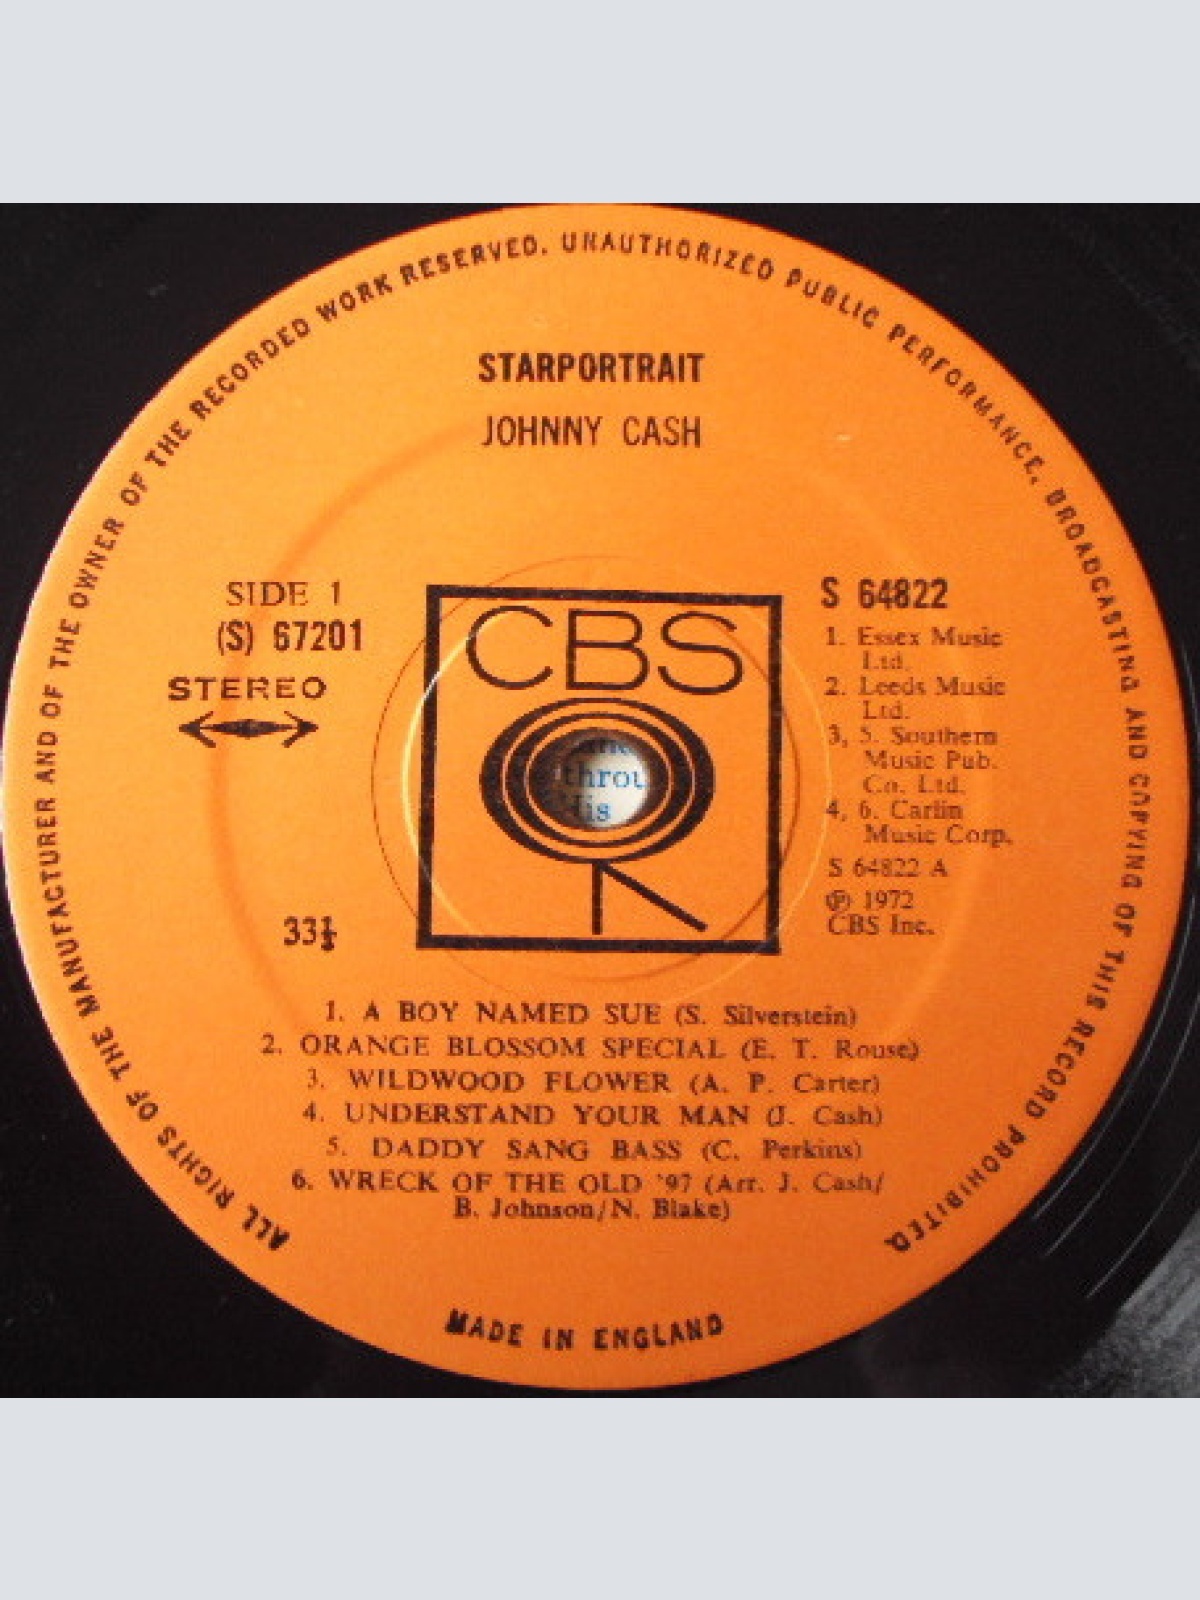 ALL RIGHTS OF THE MANUFACTURER AND OF THE OWNER OF THE RECORDED WORK RESERVED. UNAUTHORIZED PUBLIC PERFORMANCE, BROADCASTING AND COPYING OF THIS RECORD PROHIBITED.
STARPORTRAIT
JOHNNY CASH
SIDE 1
(S) 67201
STEREO
33⅓
CBS
throu
S 64822
1. Essex Music
Ltd.
2. Leeds Music
Ltd.
3, 5. Southern
Music Pub.
Co. Ltd.
4, 6. Carlin
Music Corp.
S 64822 A
℗ 1972
CBS Inc.
1. A BOY NAMED SUE (S. Silverstein)
2. ORANGE BLOSSOM SPECIAL (E. T. Rouse)
3. WILDWOOD FLOWER (A. P. Carter)
4. UNDERSTAND YOUR MAN (J. Cash)
5. DADDY SANG BASS (C. Perkins)
6. WRECK OF THE OLD '97 (Arr. J. Cash/
B. Johnson/N. Blake)
MADE IN ENGLAND